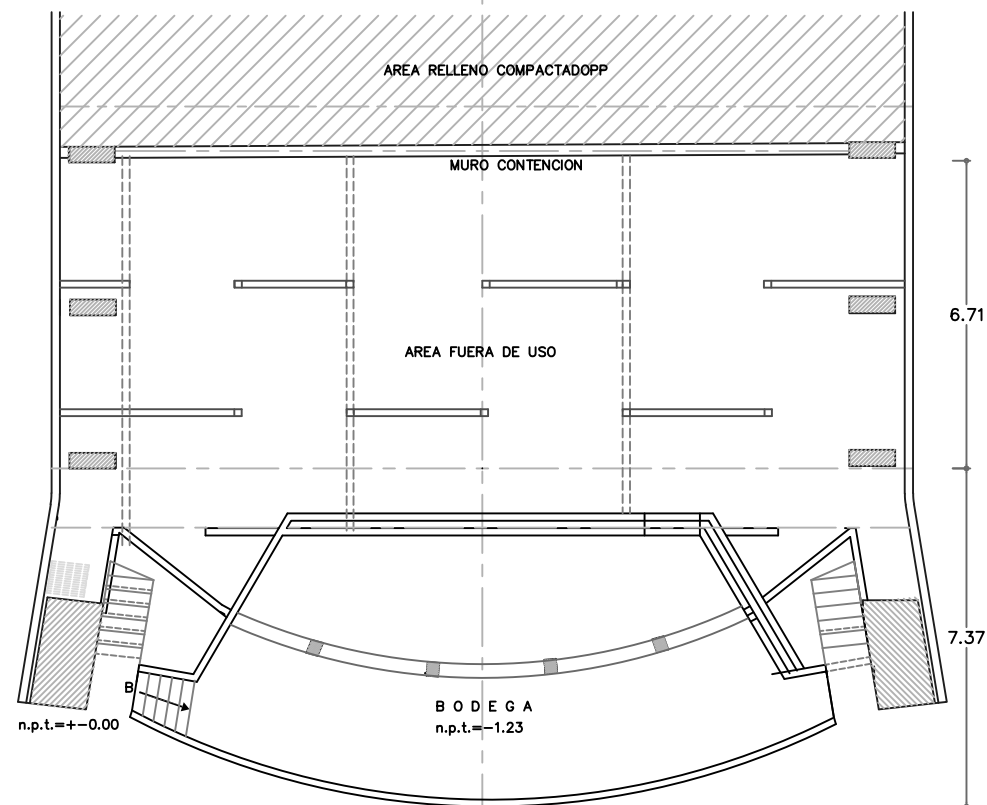 AREA RELLENO COMPACTADOPP
MURO CONTENCION
6.71
AREA FUERA DE USO
7.37
B
B O D E G A
n.p.t.=+-0.00
n.p.t.=-1.23